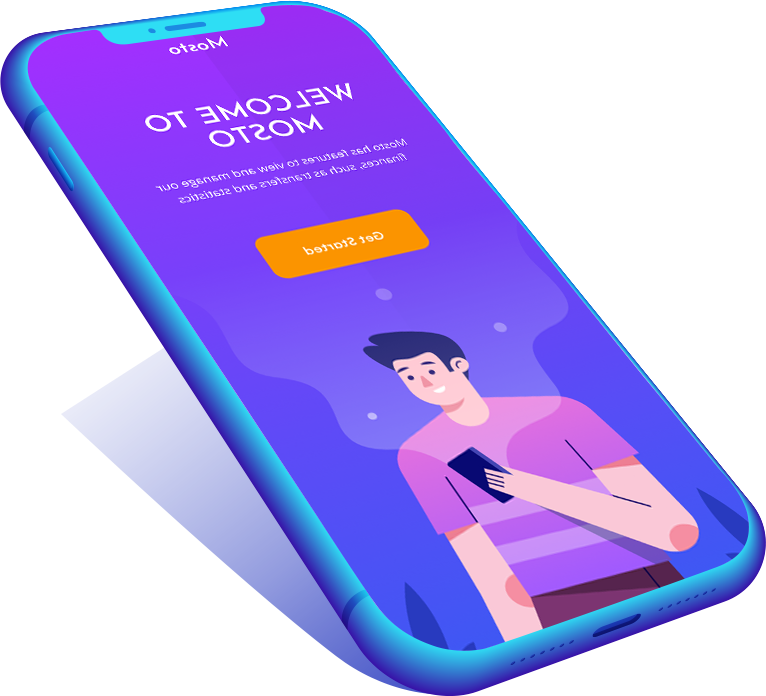 Mosto
WELCOME TO
MOSTO
Mosto has features to view and manage our
finances, such as transfers and statistics
Get Started